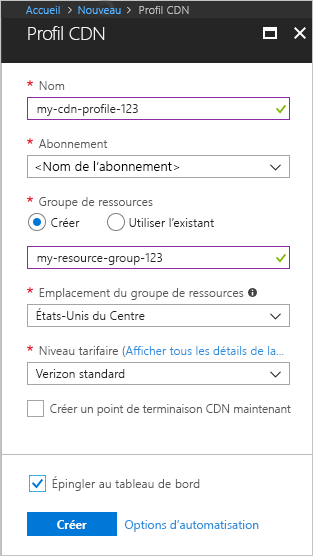 Accueil > Nouveau > Profil CDN
Profil CDN
* Nom
my-cdn-profile-123
* Abonnement
<Nom de l'abonnement>
* Groupe de ressources
Créer Utiliser l'existant
my-resource-group-123
* Emplacement du groupe de ressources
États-Unis du Centre
* Niveau tarifaire (Afficher tous les détails de la...
Verizon standard
Créer un point de terminaison CDN maintenant
Épingler au tableau de bord
Créer Options d'automatisation